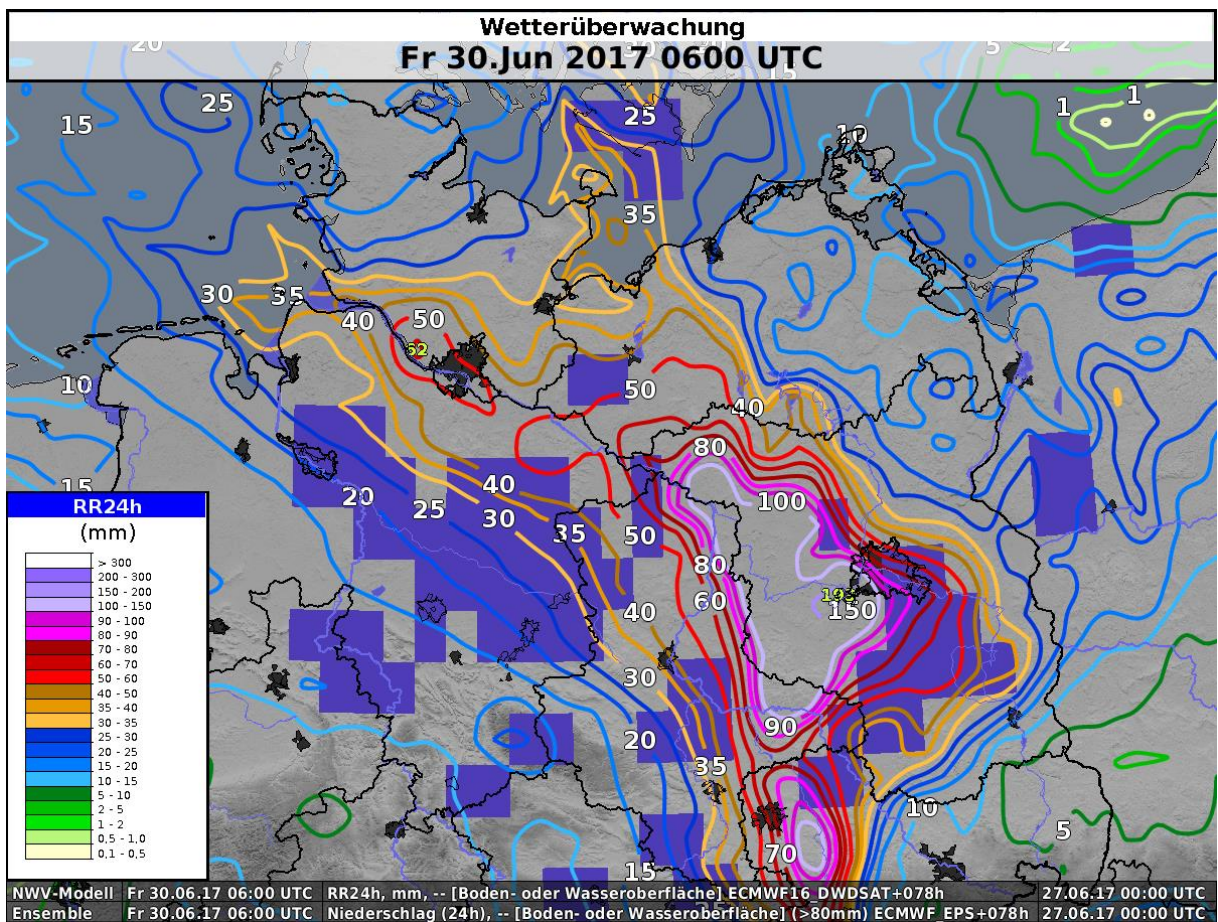 Wetterüberwachung
Fr 30.Jun 2017 0600 UTC
20 5 2
25 25 1 1
15 10
35
30 35
40 50
52
10 50 40
80
15 40 100
20 25 30 35 50
80
60 40 150
30
20 90
35
10
5
70
15
RR24h
(mm)
> 300
200 - 300
150 - 200
100 - 150
90 - 100
80 - 90
70 - 80
60 - 70
50 - 60
40 - 50
35 - 40
30 - 35
25 - 30
20 - 25
15 - 20
10 - 15
5 - 10
2 - 5
1 - 2
0,5 - 1,0
0,1 - 0,5
NWV-Modell Fr 30.06.17 06:00 UTC RR24h, mm, -- [Boden- oder Wasseroberfläche] ECMWF16_DWDSAT+078h 27.06.17 00:00 UTC
Ensemble Fr 30.06.17 06:00 UTC Niederschlag (24h), -- [Boden- oder Wasseroberfläche] (>80mm) ECMWF_EPS+078h 27.06.17 00:00 UTC